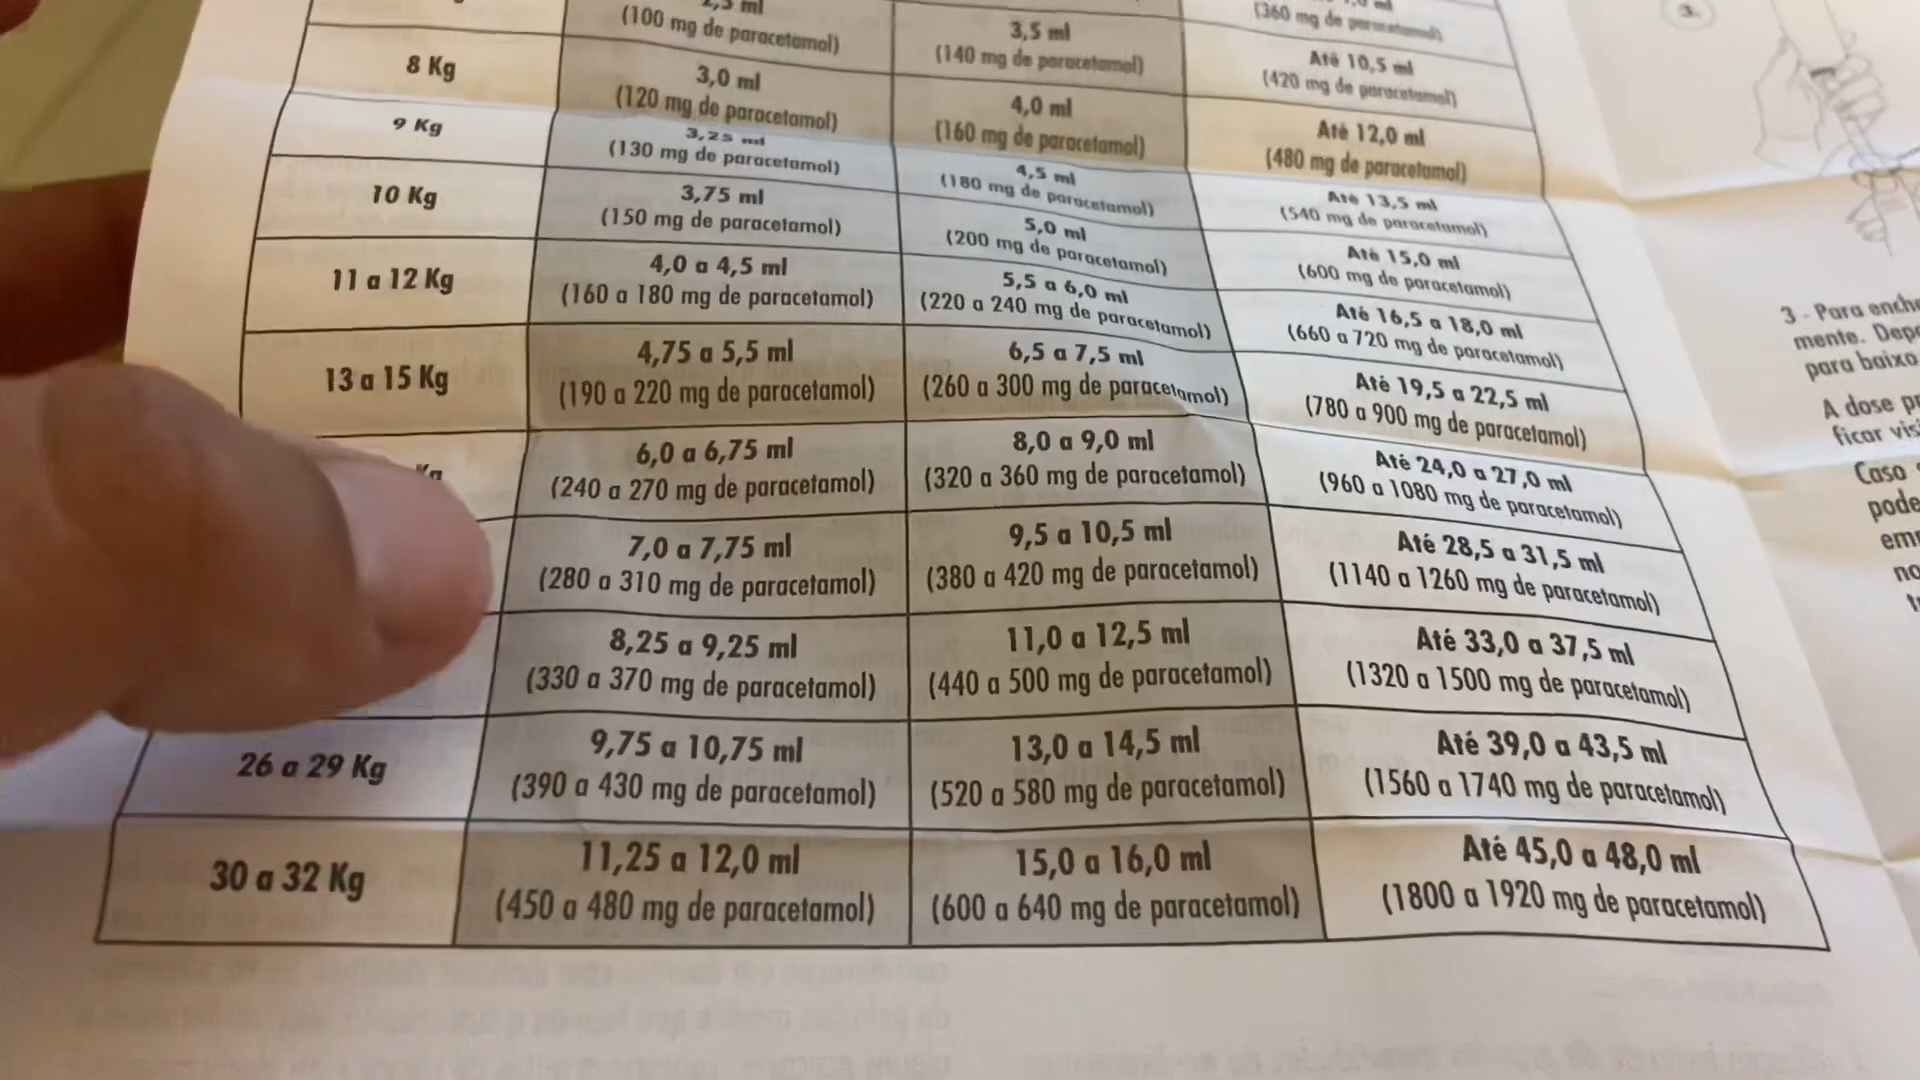 2,5 ml
(100 mg de paracetamol)
3,5 ml
(140 mg de paracetamol)
(360 mg de paracetamol)
Até 10,5 ml
(420 mg de paracetamol)
8 Kg
3,0 ml
(120 mg de paracetamol)
4,0 ml
(160 mg de paracetamol)
Até 12,0 ml
(480 mg de paracetamol)
9 Kg
3,25 ml
(130 mg de paracetamol)
4,5 ml
(180 mg de paracetamol)
Até 13,5 ml
(540 mg de paracetamol)
10 Kg
3,75 ml
(150 mg de paracetamol)
5,0 ml
(200 mg de paracetamol)
Até 15,0 ml
(600 mg de paracetamol)
11 a 12 Kg
4,0 a 4,5 ml
(160 a 180 mg de paracetamol)
5,5 a 6,0 ml
(220 a 240 mg de paracetamol)
Até 16,5 a 18,0 ml
(660 a 720 mg de paracetamol)
13 a 15 Kg
4,75 a 5,5 ml
(190 a 220 mg de paracetamol)
6,5 a 7,5 ml
(260 a 300 mg de paracetamol)
Até 19,5 a 22,5 ml
(780 a 900 mg de paracetamol)
6,0 a 6,75 ml
(240 a 270 mg de paracetamol)
8,0 a 9,0 ml
(320 a 360 mg de paracetamol)
Até 24,0 a 27,0 ml
(960 a 1080 mg de paracetamol)
7,0 a 7,75 ml
(280 a 310 mg de paracetamol)
9,5 a 10,5 ml
(380 a 420 mg de paracetamol)
Até 28,5 a 31,5 ml
(1140 a 1260 mg de paracetamol)
8,25 a 9,25 ml
(330 a 370 mg de paracetamol)
11,0 a 12,5 ml
(440 a 500 mg de paracetamol)
Até 33,0 a 37,5 ml
(1320 a 1500 mg de paracetamol)
26 a 29 Kg
9,75 a 10,75 ml
(390 a 430 mg de paracetamol)
13,0 a 14,5 ml
(520 a 580 mg de paracetamol)
Até 39,0 a 43,5 ml
(1560 a 1740 mg de paracetamol)
30 a 32 Kg
11,25 a 12,0 ml
(450 a 480 mg de paracetamol)
15,0 a 16,0 ml
(600 a 640 mg de paracetamol)
Até 45,0 a 48,0 ml
(1800 a 1920 mg de paracetamol)
3.
3 - Para enche
mente. Dep
para baixo
A dose pr
ficar vis
Caso
pode
em
no